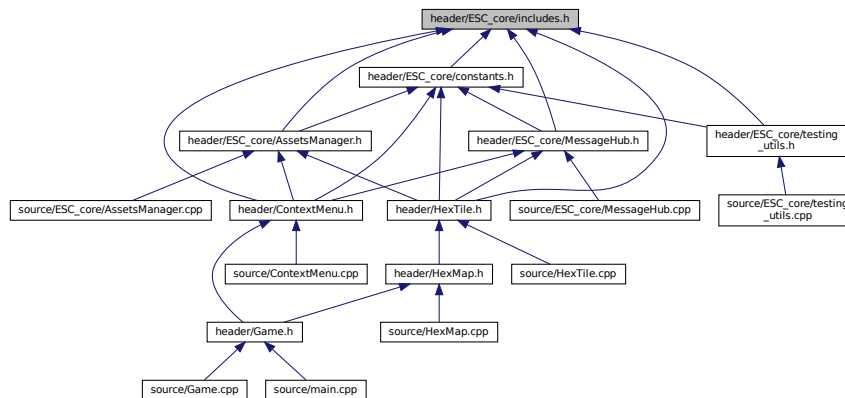 header/ESC_core/includes.h
header/ESC_core/constants.h
header/ESC_core/AssetsManager.h
header/ESC_core/MessageHub.h
header/ESC_core/testing
_utils.h
source/ESC_core/AssetsManager.cpp
header/ContextMenu.h
header/HexTile.h
source/ESC_core/MessageHub.cpp
source/ESC_core/testing
_utils.cpp
source/ContextMenu.cpp
header/HexMap.h
source/HexTile.cpp
header/Game.h
source/HexMap.cpp
source/Game.cpp
source/main.cpp